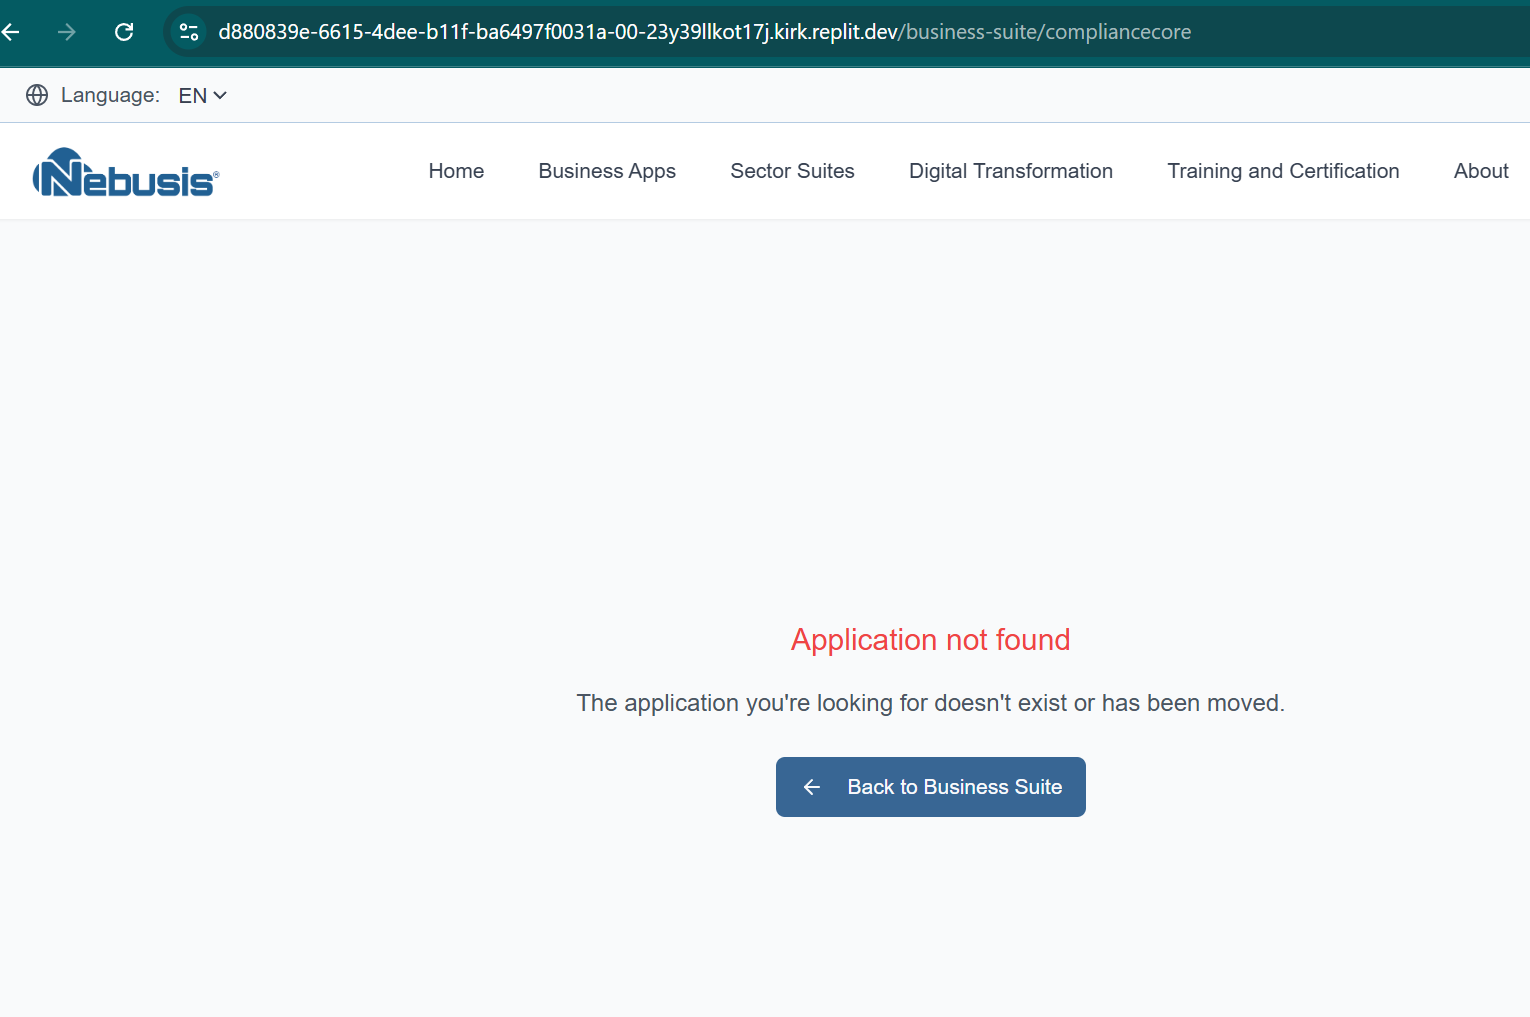 d880839e-6615-4dee-b11f-ba6497f0031a-00-23y39llkot17j.kirk.replit.dev/business-suite/compliancecore
Language: EN
Nebusis®
Home Business Apps Sector Suites Digital Transformation Training and Certification About
Application not found
The application you're looking for doesn't exist or has been moved.
Back to Business Suite